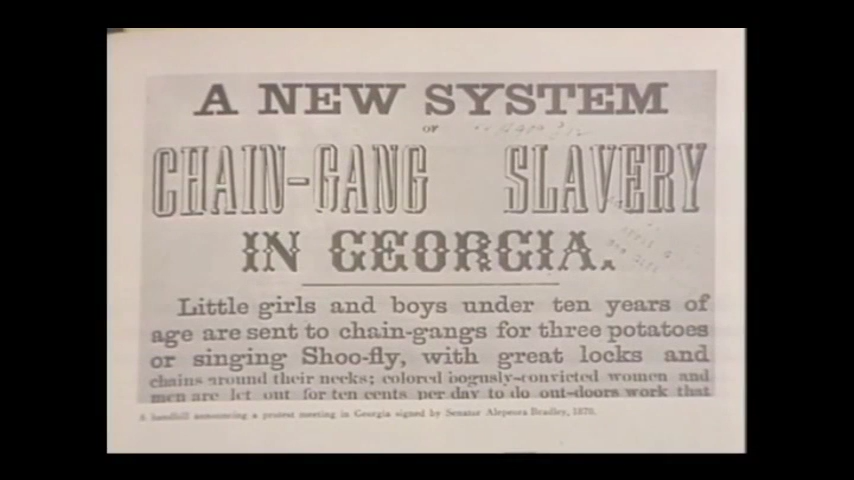 A NEW SYSTEM
OF
CHAIN-GANG SLAVERY
IN GEORGIA.
Little girls and boys under ten years of
age are sent to chain-gangs for three potatoes
or singing Shoo-fly, with great locks and
chains around their necks; colored bogusly-convicted women and
men are let out for ten cents per day to do out-doors work that
handbill announcing a protest meeting in Georgia signed by Senator Alepeora Bradley, 1870.